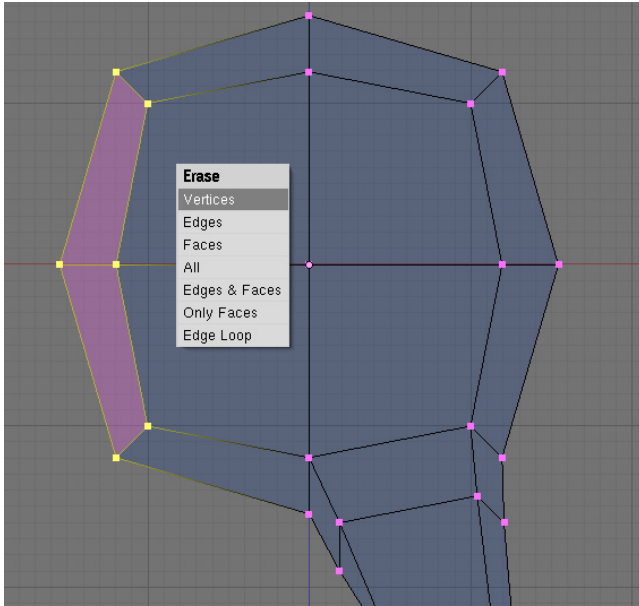 Erase
Vertices
Edges
Faces
All
Edges & Faces
Only Faces
Edge Loop